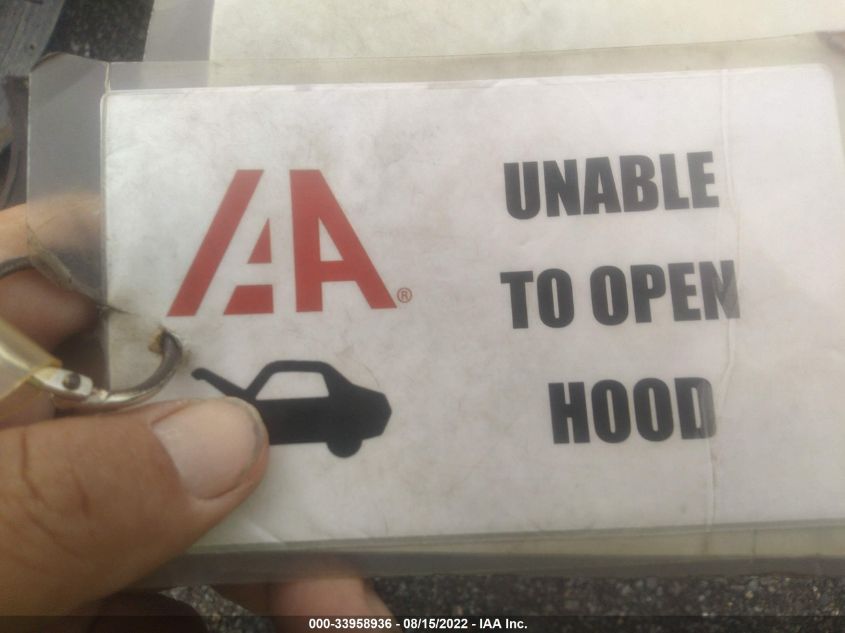 IAA®
UNABLE
TO OPEN
HOOD
000-33958936 - 08/15/2022 - IAA Inc.